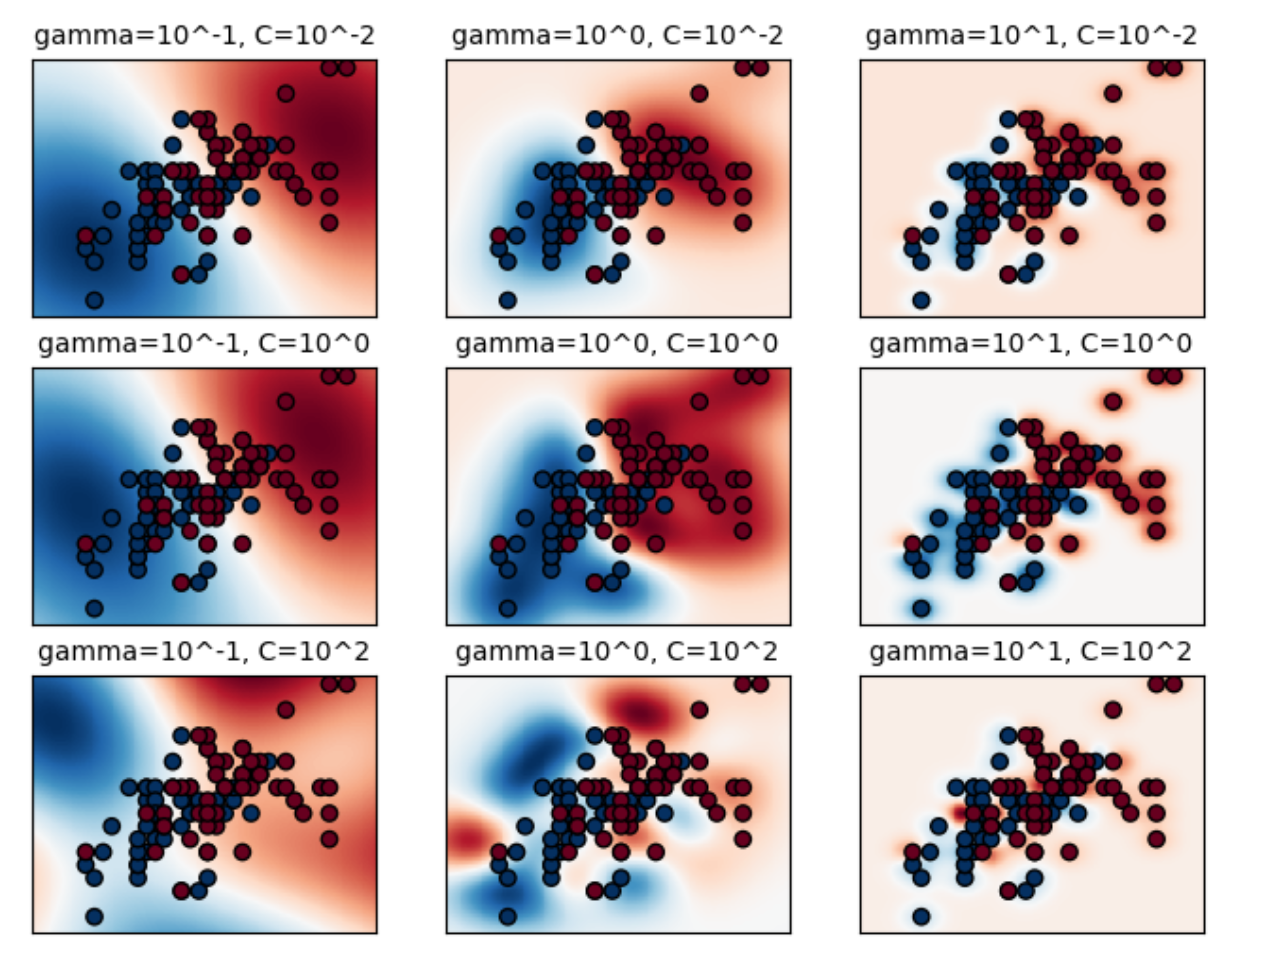 gamma=10^-1, C=10^-2
gamma=10^0, C=10^-2
gamma=10^1, C=10^-2
gamma=10^-1, C=10^0
gamma=10^0, C=10^0
gamma=10^1, C=10^0
gamma=10^-1, C=10^2
gamma=10^0, C=10^2
gamma=10^1, C=10^2